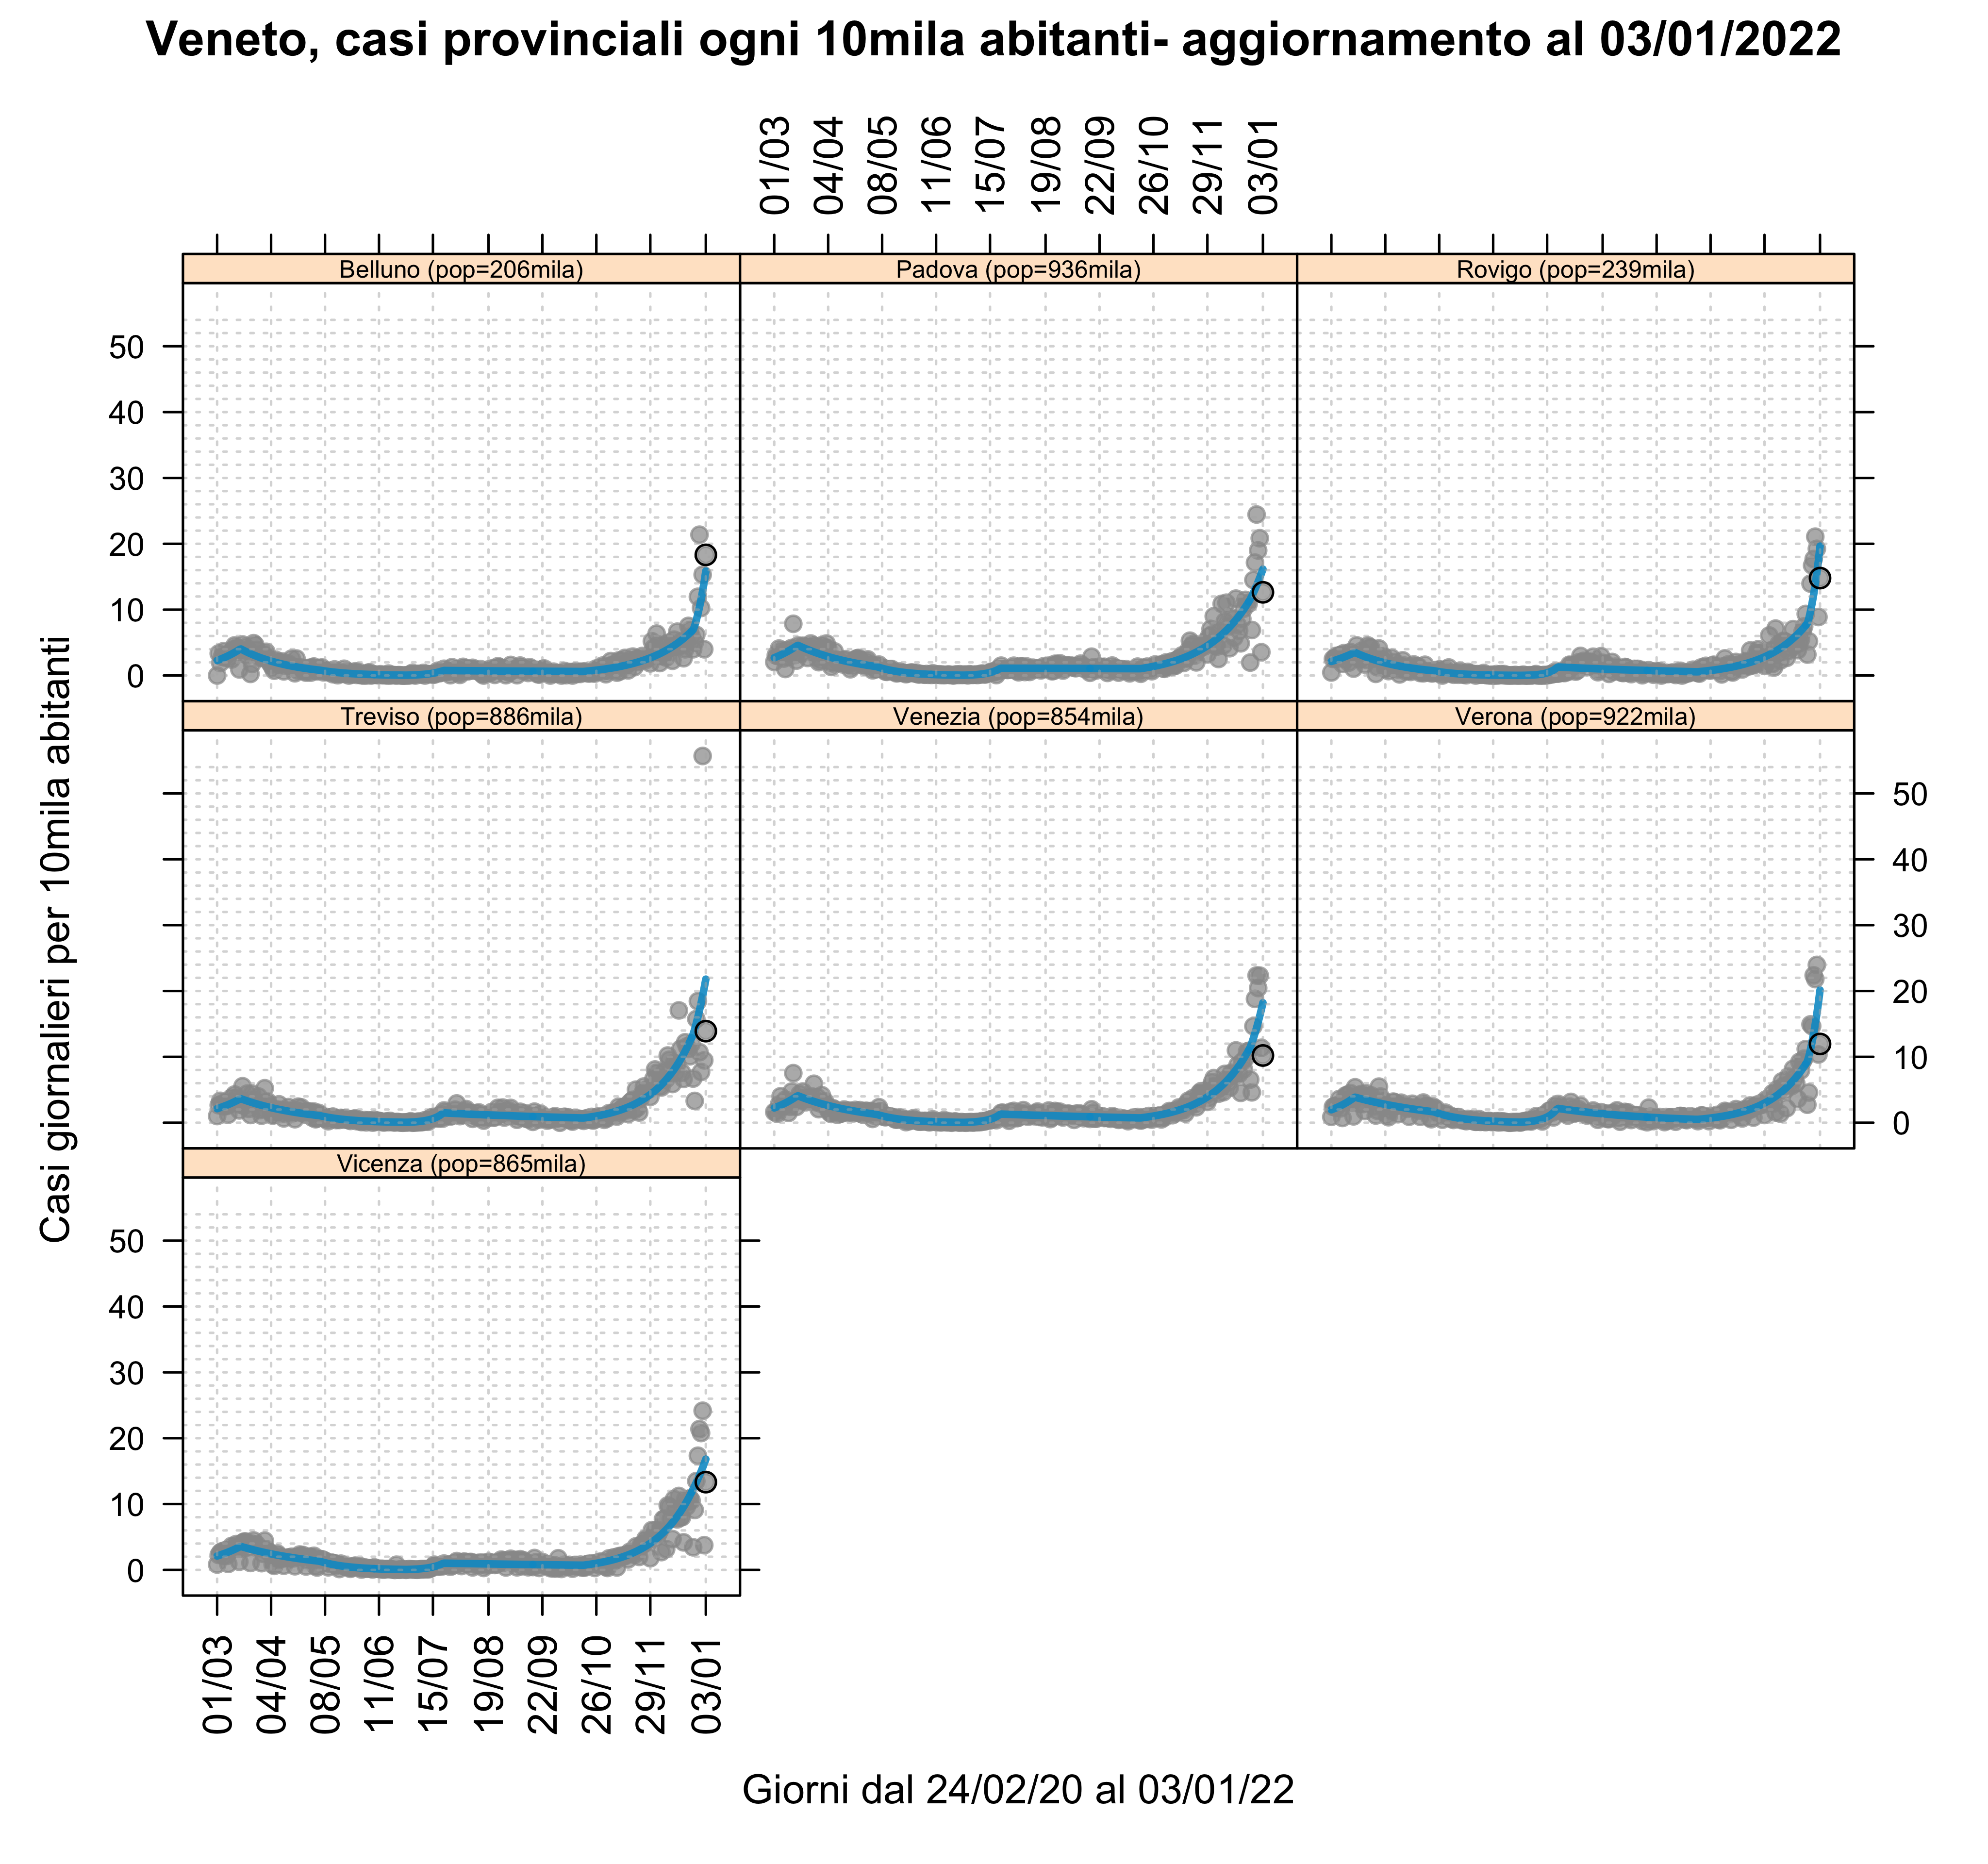 Veneto, casi provinciali ogni 10mila abitanti- aggiornamento al 03/01/2022
01/03 04/04 08/05 11/06 15/07 19/08 22/09 26/10 29/11 03/01
Belluno (pop=206mila) Padova (pop=936mila) Rovigo (pop=239mila)
50
40
30
20
10
0
Treviso (pop=886mila) Venezia (pop=854mila) Verona (pop=922mila)
50
40
30
20
10
0
Vicenza (pop=865mila)
50
40
30
20
10
0
01/03 04/04 08/05 11/06 15/07 19/08 22/09 26/10 29/11 03/01
Casi giornalieri per 10mila abitanti
Giorni dal 24/02/20 al 03/01/22